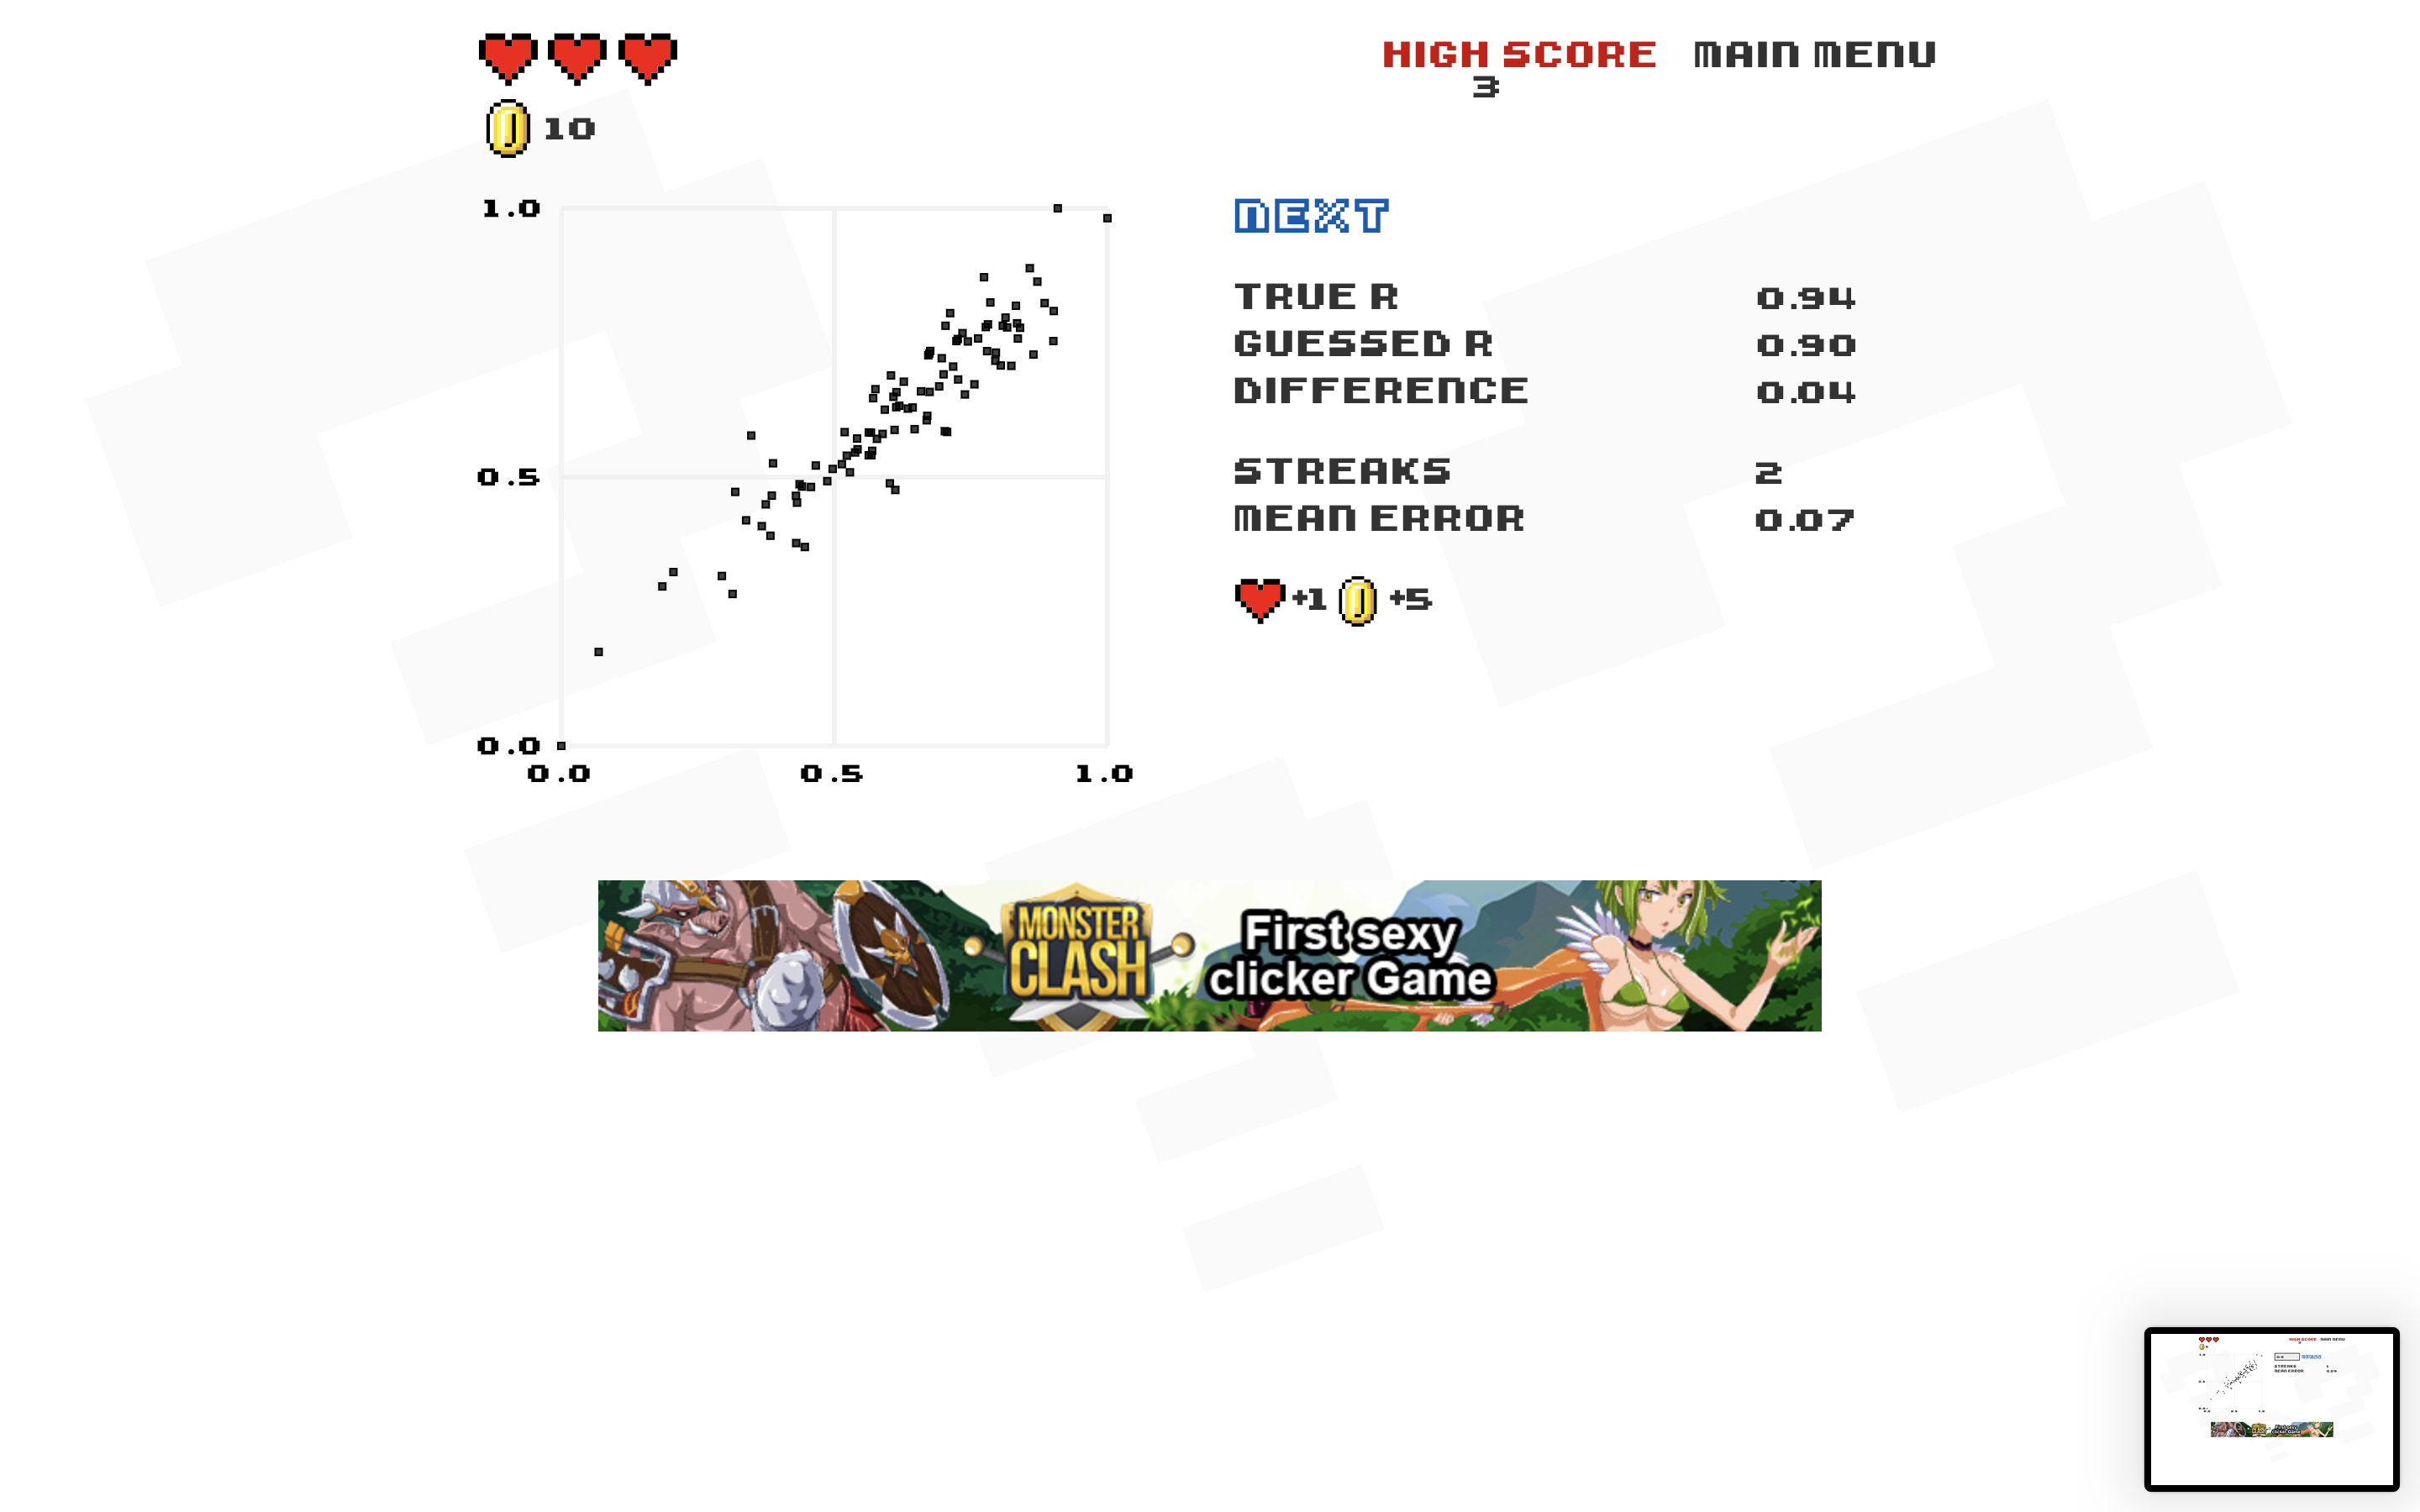 HIGH SCORE MAIN MENU
3
10
1.0
0.5
0.0
0.0 0.5 1.0
NEXT
TRUE R 0.94
GUESSED R 0.90
DIFFERENCE 0.04
STREAKS 2
MEAN ERROR 0.07
+1 +5
MONSTER
CLASH
First sexy
clicker Game